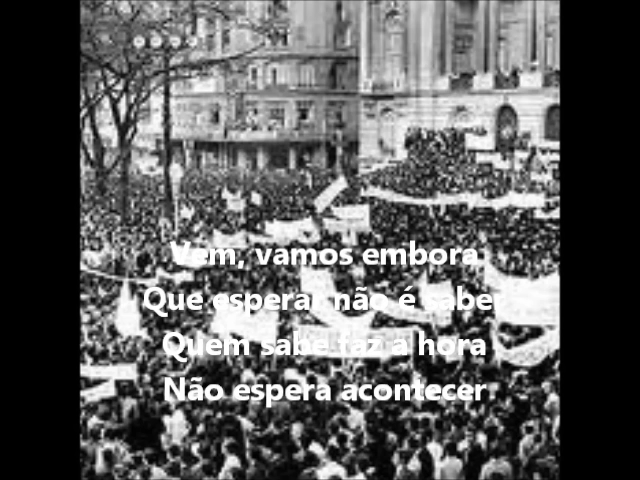 Vem, vamos embora
Que esperar não é saber
Quem sabe faz a hora
Não espera acontecer